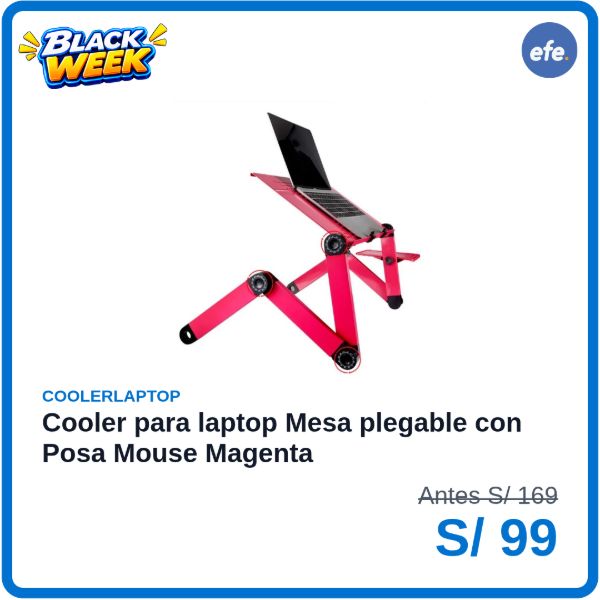 BLACK
WEEK
efe.
COOLERLAPTOP
Cooler para laptop Mesa plegable con
Posa Mouse Magenta
Antes S/ 169
S/ 99